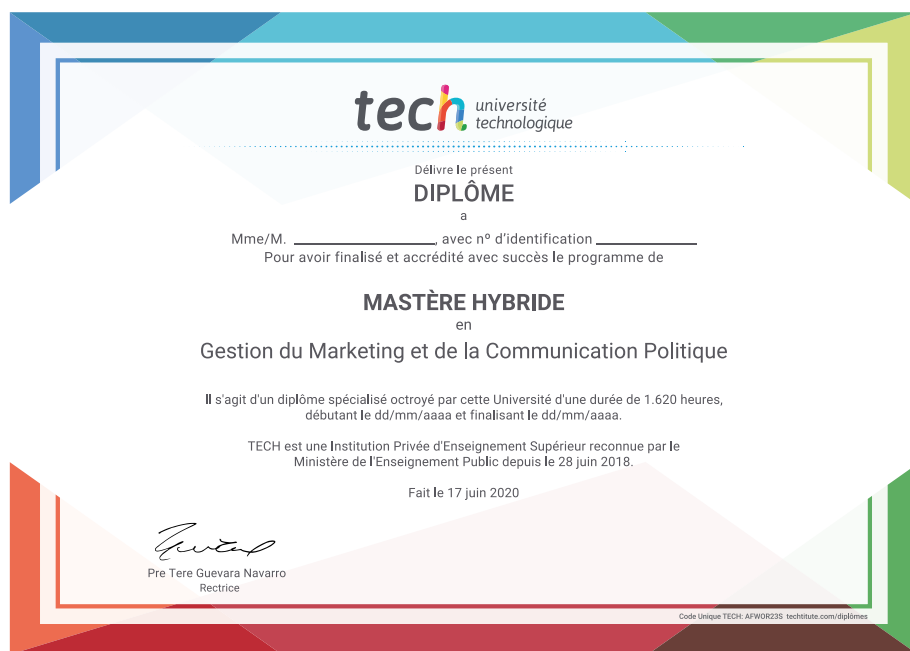 tech université
technologique
Délivre le présent
DIPLÔME
a
Mme/M. ____________________, avec nº d'identification ______________
Pour avoir finalisé et accrédité avec succès le programme de
MASTÈRE HYBRIDE
en
Gestion du Marketing et de la Communication Politique
Il s'agit d'un diplôme spécialisé octroyé par cette Université d'une durée de 1.620 heures,
débutant le dd/mm/aaaa et finalisant le dd/mm/aaaa.
TECH est une Institution Privée d'Enseignement Supérieur reconnue par le
Ministère de l'Enseignement Public depuis le 28 juin 2018.
Fait le 17 juin 2020
Pre Tere Guevara Navarro
Rectrice
Code Unique TECH: AFWOR23S techtitute.com/diplômes